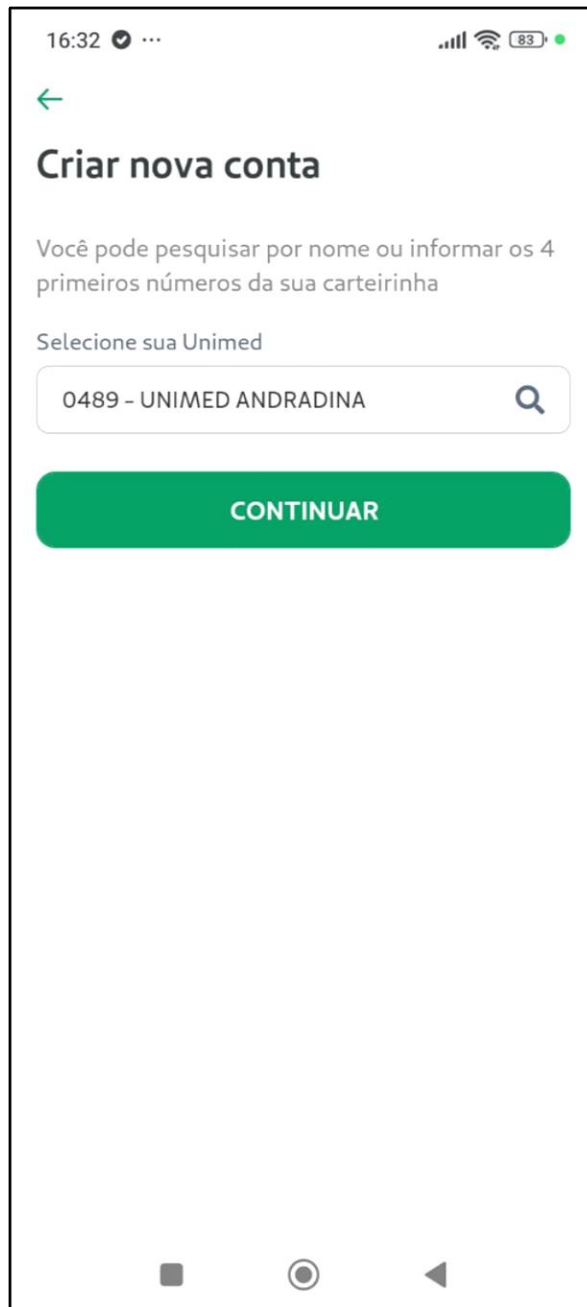 16:32 ...
83
Criar nova conta
Você pode pesquisar por nome ou informar os 4
primeiros números da sua carteirinha
Selecione sua Unimed
0489 - UNIMED ANDRADINA
CONTINUAR